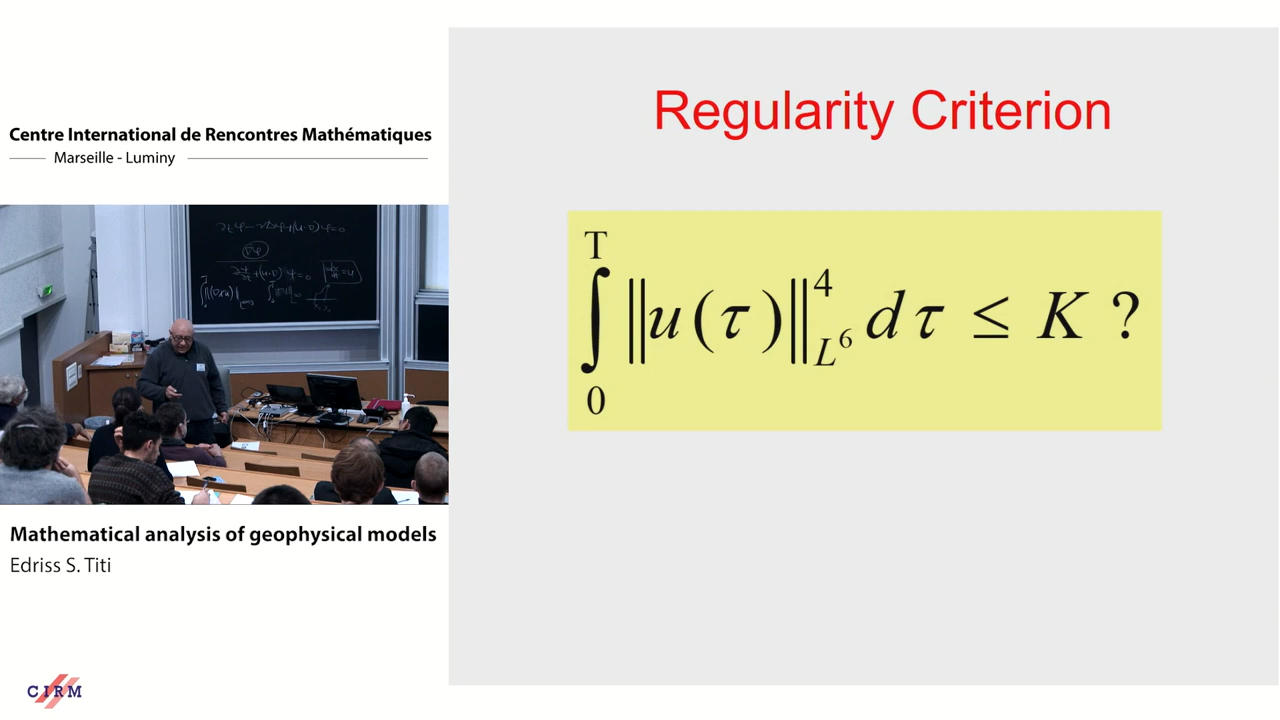 Centre International de Rencontres Mathématiques
Marseille - Luminy
Mathematical analysis of geophysical models
Edriss S. Titi
CIRM
Regularity Criterion
∫₀ᵀ ‖u(τ)‖⁴_{L⁶} dτ ≤ K ?